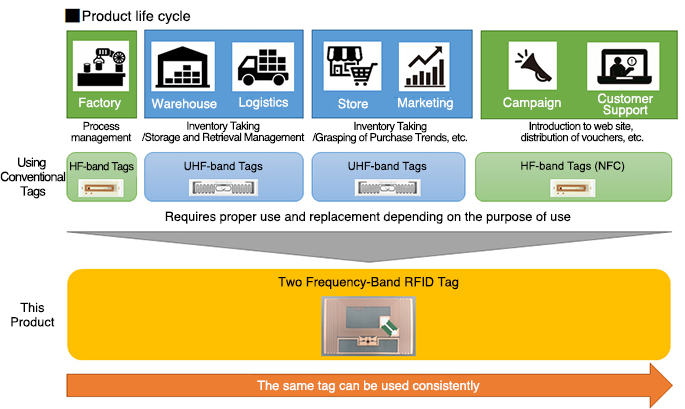 Product life cycle
Factory
Warehouse
Logistics
Store
Marketing
Campaign
Customer
Support
Process
management
Inventory Taking
/Storage and Retrieval Management
Inventory Taking
/Grasping of Purchase Trends, etc.
Introduction to web site,
distribution of vouchers, etc.
Using
Conventional
Tags
HF-band Tags
UHF-band Tags
UHF-band Tags
HF-band Tags (NFC)
Requires proper use and replacement depending on the purpose of use
This
Product
Two Frequency-Band RFID Tag
The same tag can be used consistently